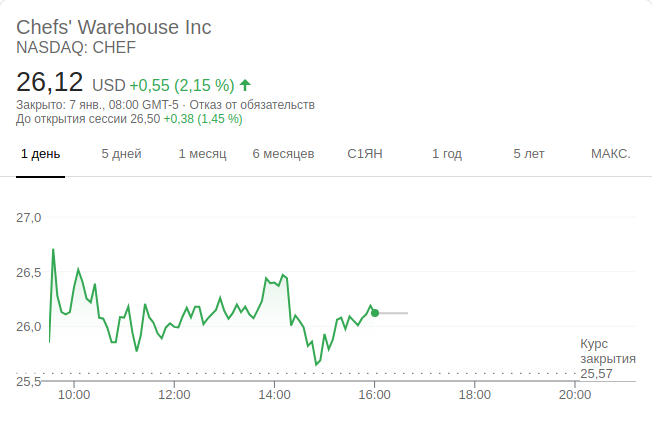 Chefs' Warehouse Inc
NASDAQ: CHEF
26,12 USD +0,55 (2,15 %)
Закрыто: 7 янв., 08:00 GMT-5 · Отказ от обязательств
До открытия сессии 26,50 +0,38 (1,45 %)
1 день 5 дней 1 месяц 6 месяцев С1ЯН 1 год 5 лет МАКС.
27,0
26,5
26,0
Курс
закрытия
25,57
25,5
10:00 12:00 14:00 16:00 18:00 20:00